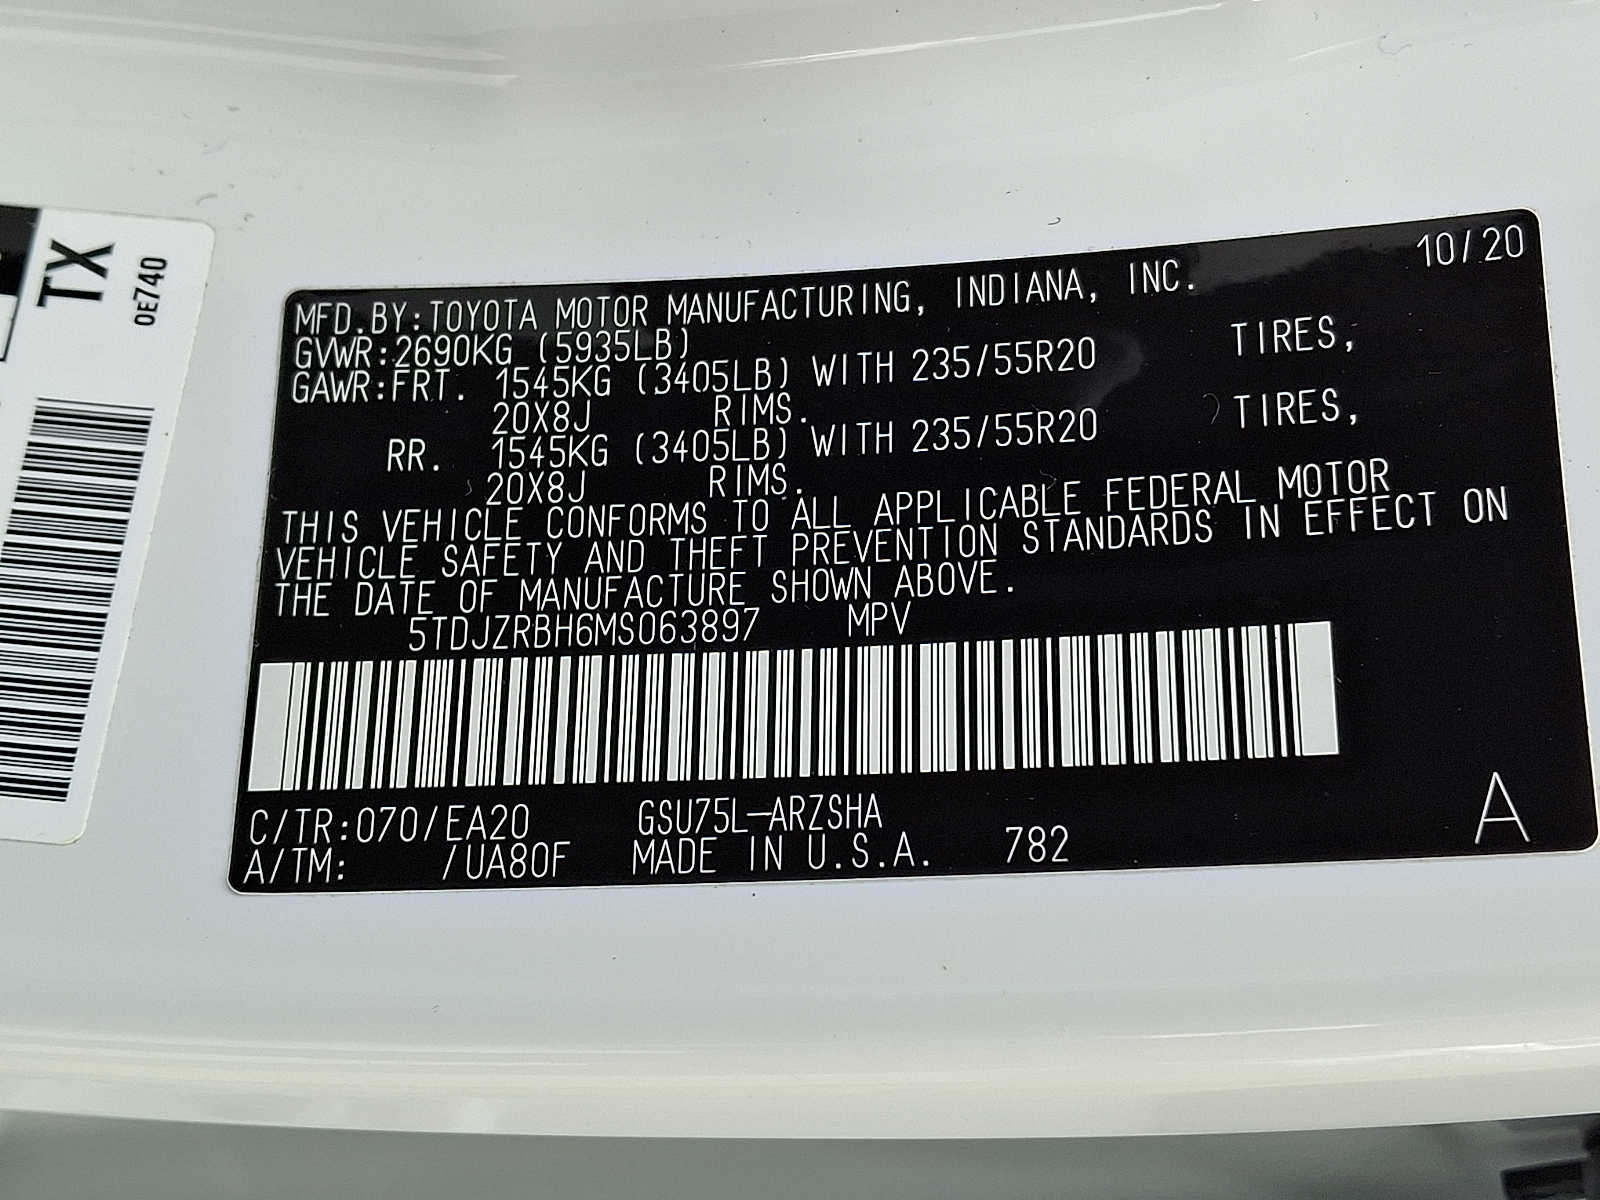 TX
0E740
10/20
MFD.BY:TOYOTA MOTOR MANUFACTURING, INDIANA, INC.
GVWR:2690KG (5935LB)
GAWR:FRT. 1545KG (3405LB) WITH 235/55R20 TIRES,
20X8J RIMS.
RR. 1545KG (3405LB) WITH 235/55R20 TIRES,
20X8J RIMS.
THIS VEHICLE CONFORMS TO ALL APPLICABLE FEDERAL MOTOR
VEHICLE SAFETY AND THEFT PREVENTION STANDARDS IN EFFECT ON
THE DATE OF MANUFACTURE SHOWN ABOVE.
5TDJZRBH6MS063897 MPV
C/TR:070/EA20 GSU75L-ARZSHA
A/TM: /UA80F MADE IN U.S.A. 782
A